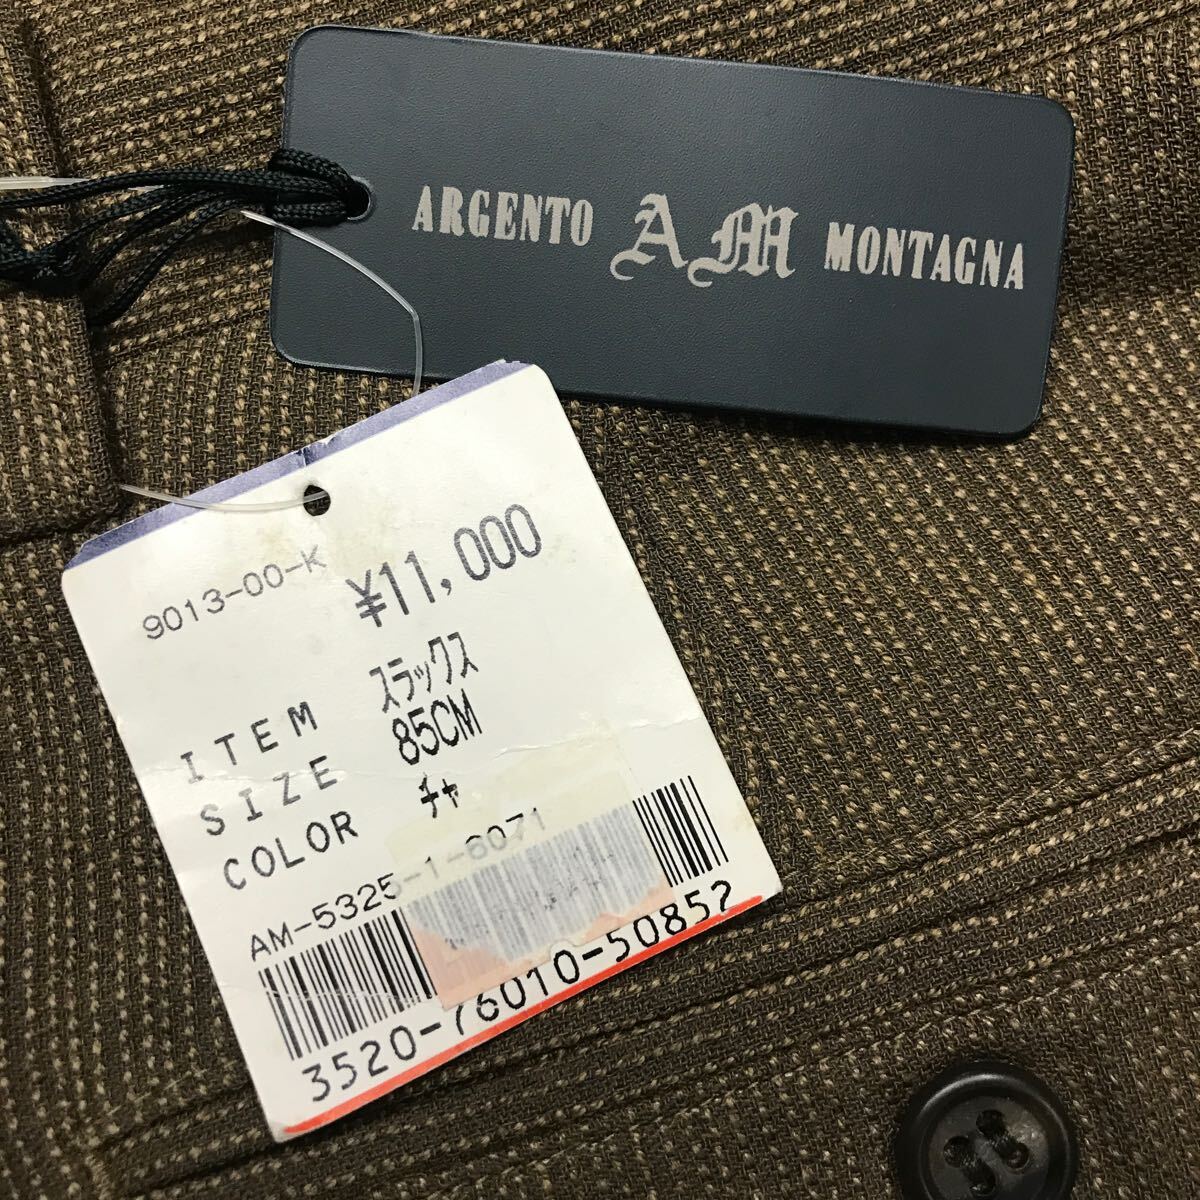 ARGENTO AM MONTAGNA
9013-00-K
¥11,000
ITEM スラックス
SIZE 85CM
COLOR チャ
AM-5325-1-6071
3520-76010-50852